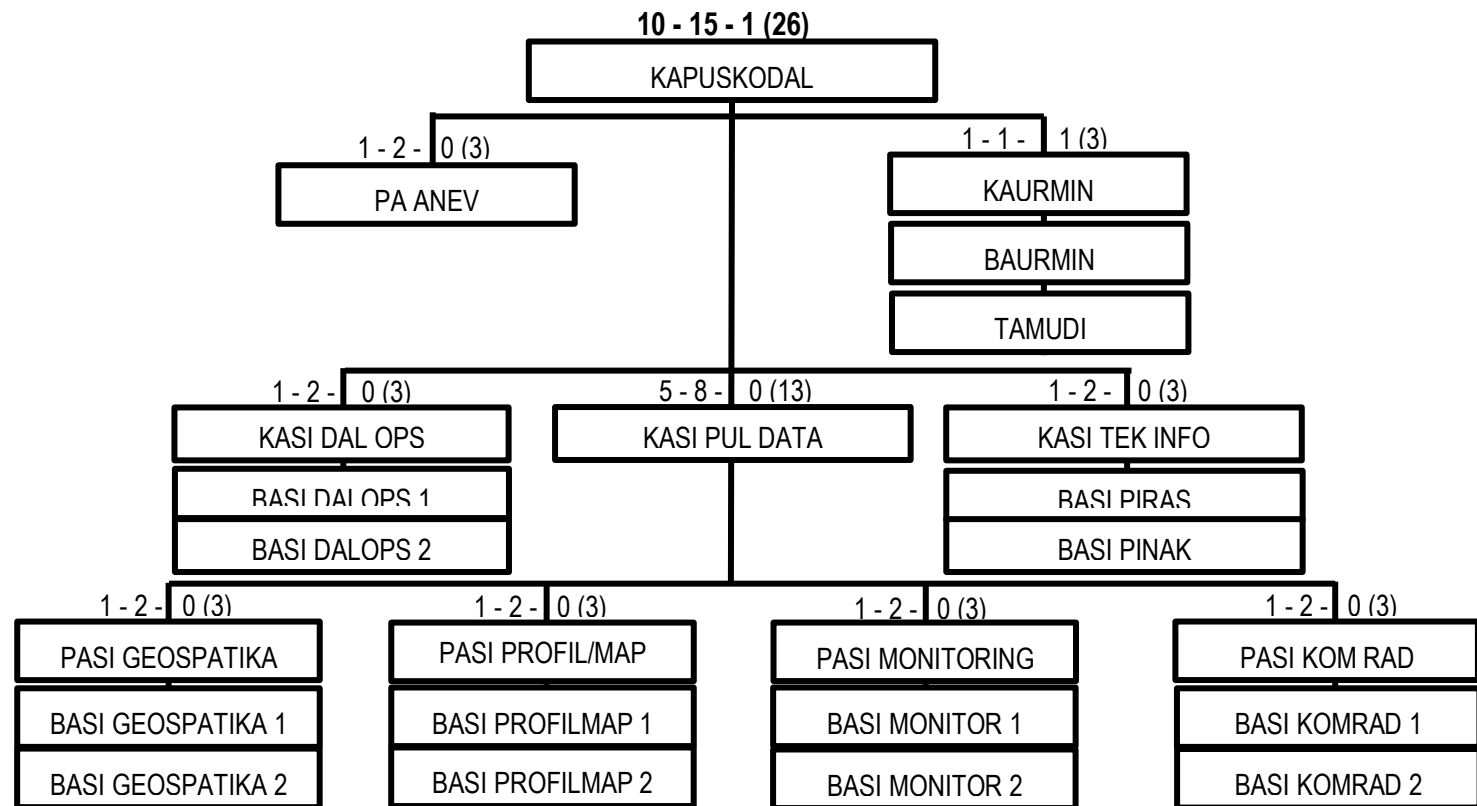 10 - 15 - 1 (26)
KAPUSKODAL
1 - 2 - 0 (3)
1 - 1 - 1 (3)
PA ANEV
KAURMIN
BAURMIN
TAMUDI
1 - 2 - 0 (3)
5 - 8 - 0 (13)
1 - 2 - 0 (3)
KASI DAL OPS
KASI PUL DATA
KASI TEK INFO
BASI DALOPS 1
BASI PIRAS
BASI DALOPS 2
BASI PINAK
1 - 2 - 0 (3)
1 - 2 - 0 (3)
1 - 2 - 0 (3)
1 - 2 - 0 (3)
PASI GEOSPATIKA
PASI PROFIL/MAP
PASI MONITORING
PASI KOM RAD
BASI GEOSPATIKA 1
BASI PROFILMAP 1
BASI MONITOR 1
BASI KOMRAD 1
BASI GEOSPATIKA 2
BASI PROFILMAP 2
BASI MONITOR 2
BASI KOMRAD 2